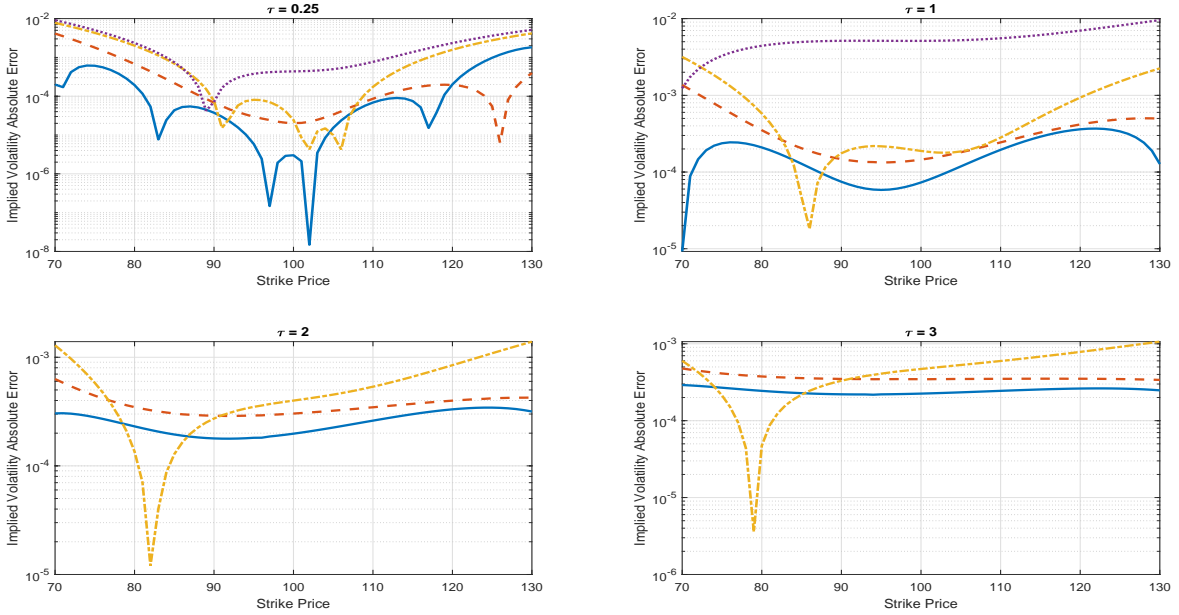 τ = 0.25
Implied Volatility Absolute Error
10-2
10-4
10-6
10-8
70 80 90 100 110 120 130
Strike Price
τ = 1
Implied Volatility Absolute Error
10-2
10-3
10-4
10-5
70 80 90 100 110 120 130
Strike Price
τ = 2
Implied Volatility Absolute Error
10-3
10-4
10-5
70 80 90 100 110 120 130
Strike Price
τ = 3
Implied Volatility Absolute Error
10-3
10-4
10-5
10-6
70 80 90 100 110 120 130
Strike Price